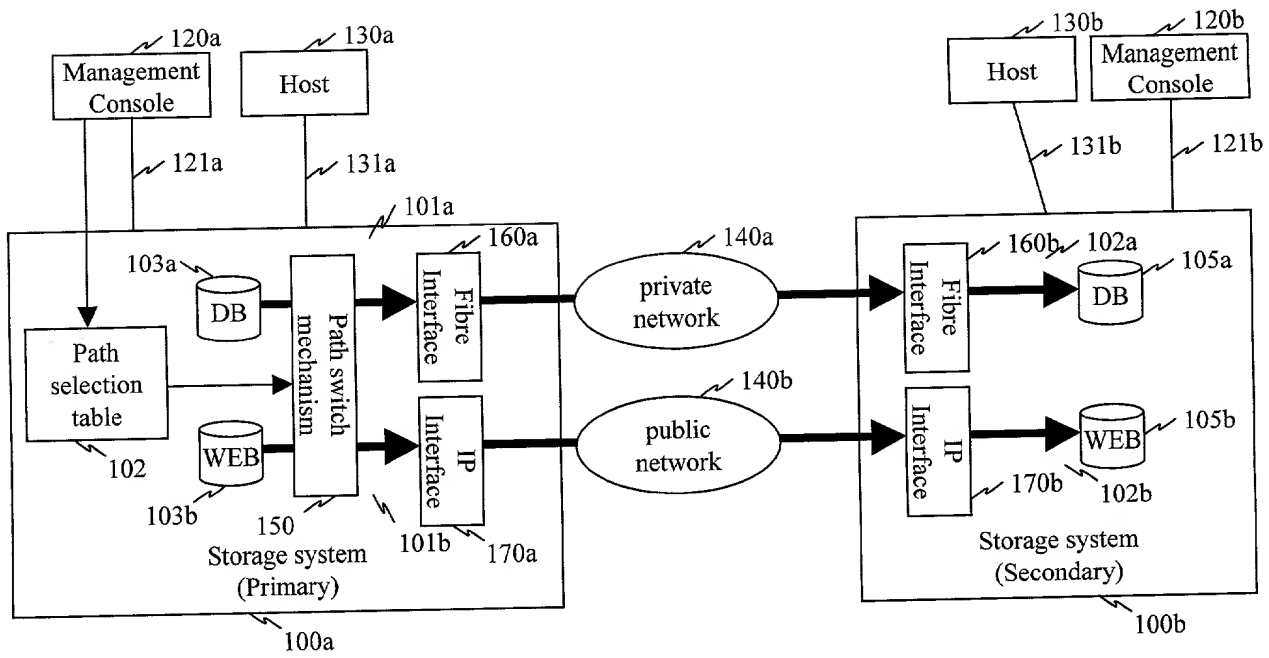 120a
130a
130b
120b
Management
Console
Host
Host
Management
Console
121a
131a
131b
121b
101a
160a
140a
160b
102a
103a
105a
DB
Path switch
mechanism
Fibre
Interface
private
network
Fibre
Interface
DB
Path
selection
table
140b
WEB
IP
Interface
public
network
IP
Interface
WEB
105b
102
103b
150
101b
170a
170b
102b
Storage system
(Primary)
Storage system
(Secondary)
100a
100b